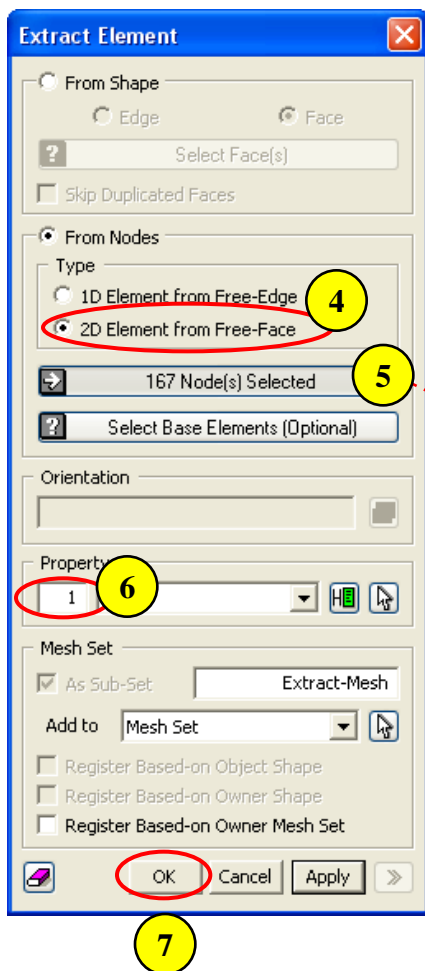 Extract Element
From Shape
Edge Face
? Select Face(s)
Skip Duplicated Faces
From Nodes
Type
1D Element from Free-Edge
4
2D Element from Free-Face
167 Node(s) Selected
5
? Select Base Elements (Optional)
Orientation
Property
1
6
Mesh Set
As Sub-Set Extract-Mesh
Add to Mesh Set
Register Based-on Object Shape
Register Based-on Owner Shape
Register Based-on Owner Mesh Set
OK Cancel Apply >>
7